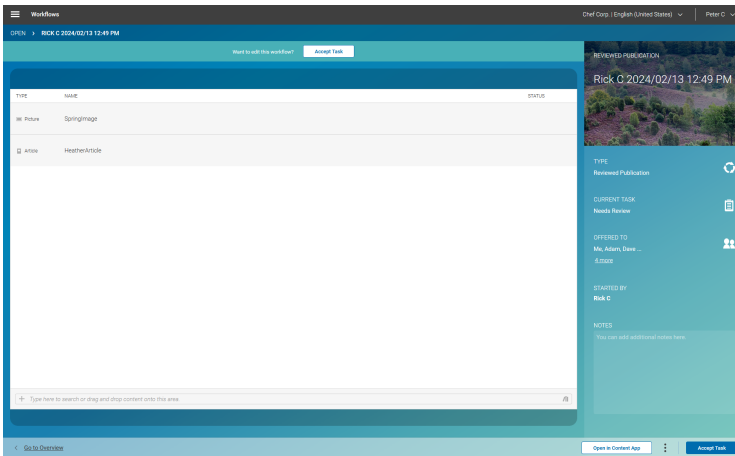 Workflows
Chef Corp. | English (United States)
Peter C
OPEN > RICK C 2024/02/13 12:49 PM
Want to edit this workflow?
Accept Task
TYPE
NAME
STATUS
Picture
SpringImage
Article
HeatherArticle
Type here to search or drag and drop content onto this area.
REVIEWED PUBLICATION
Rick C 2024/02/13 12:49 PM
TYPE
Reviewed Publication
CURRENT TASK
Needs Review
OFFERED TO
Me, Adam, Dave ...
4 more
STARTED BY
Rick C
NOTES
You can add additional notes here.
< Go to Overview
Open in Content App
Accept Task